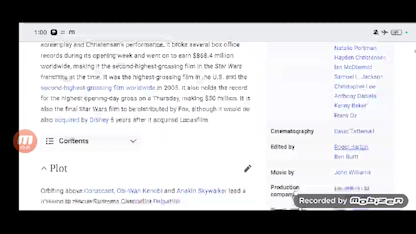 1:00
screenplay and Christensen's performance. It broke several box office
records during its opening week and went on to earn $868.4 million
worldwide, making it the second-highest-grossing film in the Star Wars
franchise at the time. It was the highest-grossing film in the U.S. and the
second-highest-grossing film worldwide in 2005. It also holds the record
for the highest opening-day gross on a Thursday, making $50 million. It is
also the final Star Wars film to be distributed by Fox, although it would
also acquired by Disney 6 years after it acquired Lucasfilm
Contents
Plot
Orbiting above Coruscant, Obi-Wan Kenobi and Anakin Skywalker lead a
mission to rescue Supreme Chancellor Palpatine
Natalie Portman
Hayden Christensen
Ian McDiarmid
Samuel L. Jackson
Christopher Lee
Anthony Daniels
Kenny Baker
Frank Oz
Cinematography David Tattersall
Edited by Roger Barton
Ben Burtt
Music by John Williams
Production
company
Recorded by mobizen